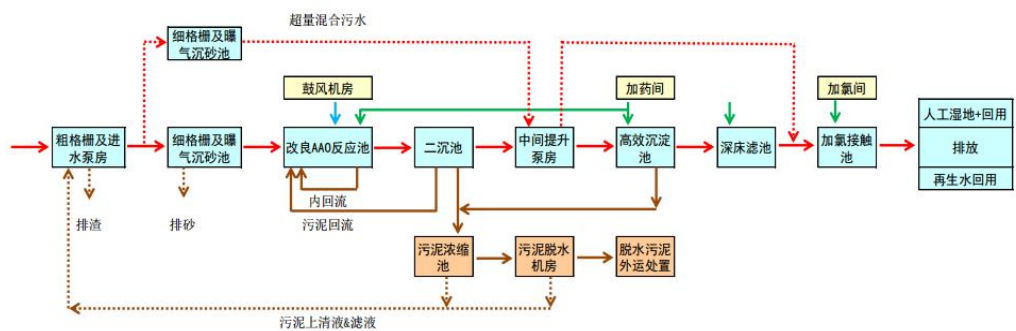 超量混合污水
细格栅及曝
气沉砂池
鼓风机房
加药间
加氯间
粗格栅及进
水泵房
细格栅及曝
气沉砂池
改良AAO反应池
二沉池
中间提升
泵房
高效沉淀
池
深床滤池
加氯接触
池
人工湿地+回用
排放
再生水回用
内回流
排渣
排砂
污泥回流
污泥浓缩
池
污泥脱水
机房
脱水污泥
外运处置
污泥上清液&滤液